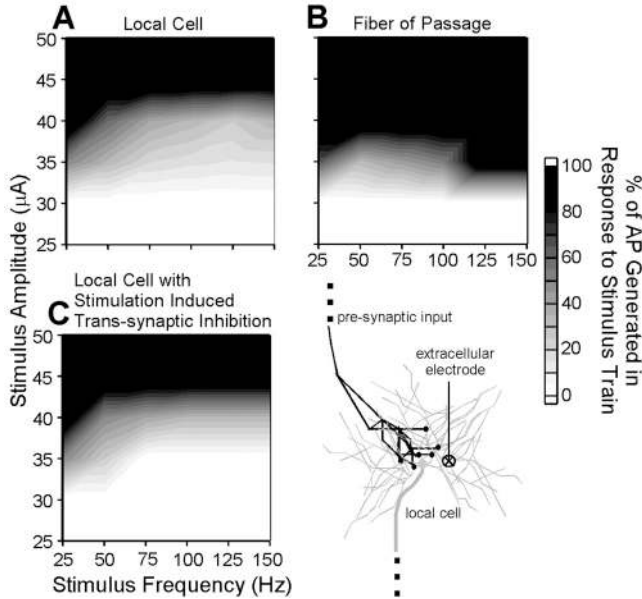 A
Local Cell
B
Fiber of Passage
50
45
40
35
30
25
25 50 75 100 125 150
C
Local Cell with
Stimulation Induced
Trans-synaptic Inhibition
50
45
40
35
30
25
25 50 75 100 125 150
Stimulus Amplitude (μA)
Stimulus Frequency (Hz)
pre-synaptic input
extracellular
electrode
local cell
100
80
60
40
20
0
% of AP Generated in
Response to Stimulus Train